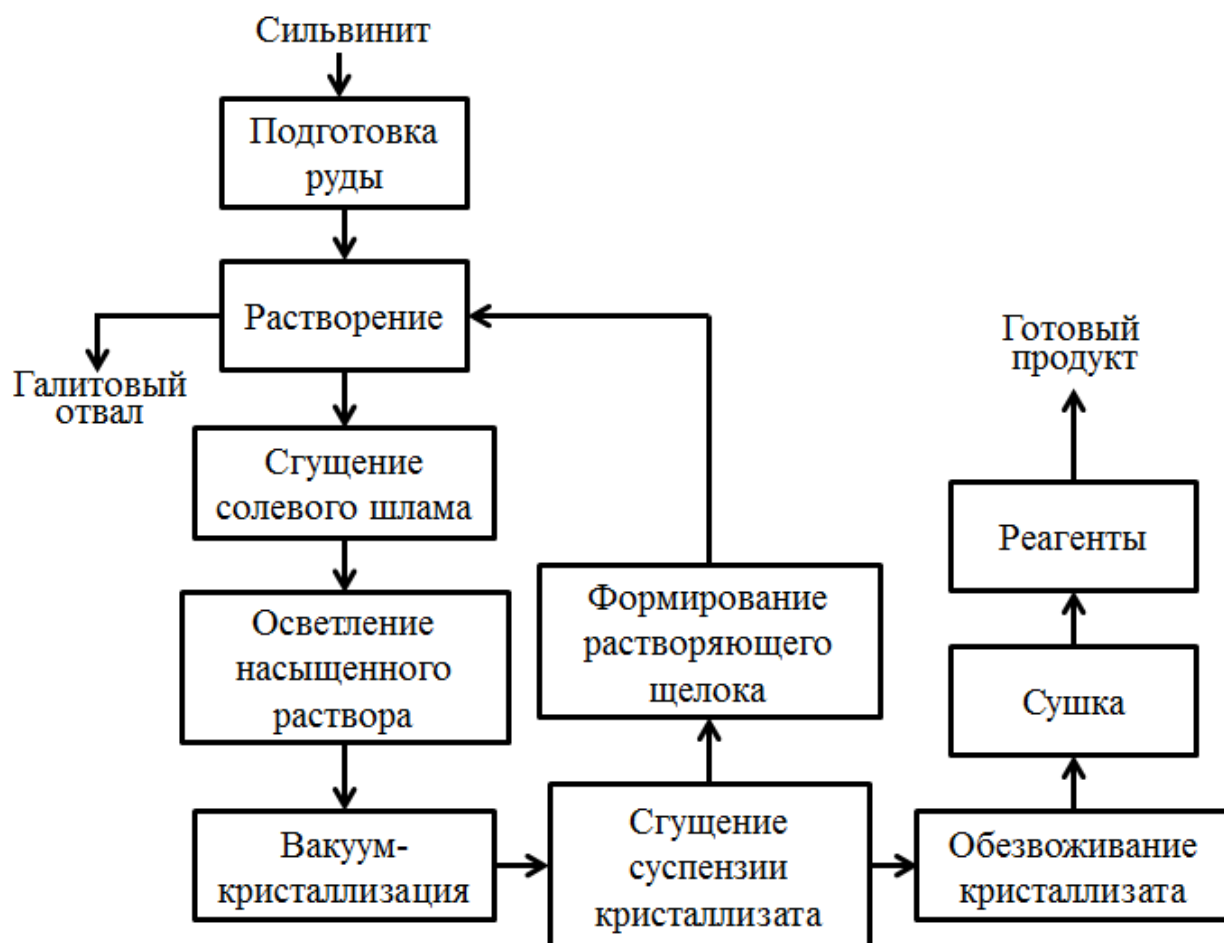 Сильвинит
Подготовка
руды
Растворение
Галитовый
отвал
Сгущение
солевого шлама
Осветление
насыщенного
раствора
Вакуум-
кристаллизация
Сгущение
суспензии
кристаллизата
Формирование
растворяющего
щелока
Обезвоживание
кристаллизата
Сушка
Реагенты
Готовый
продукт